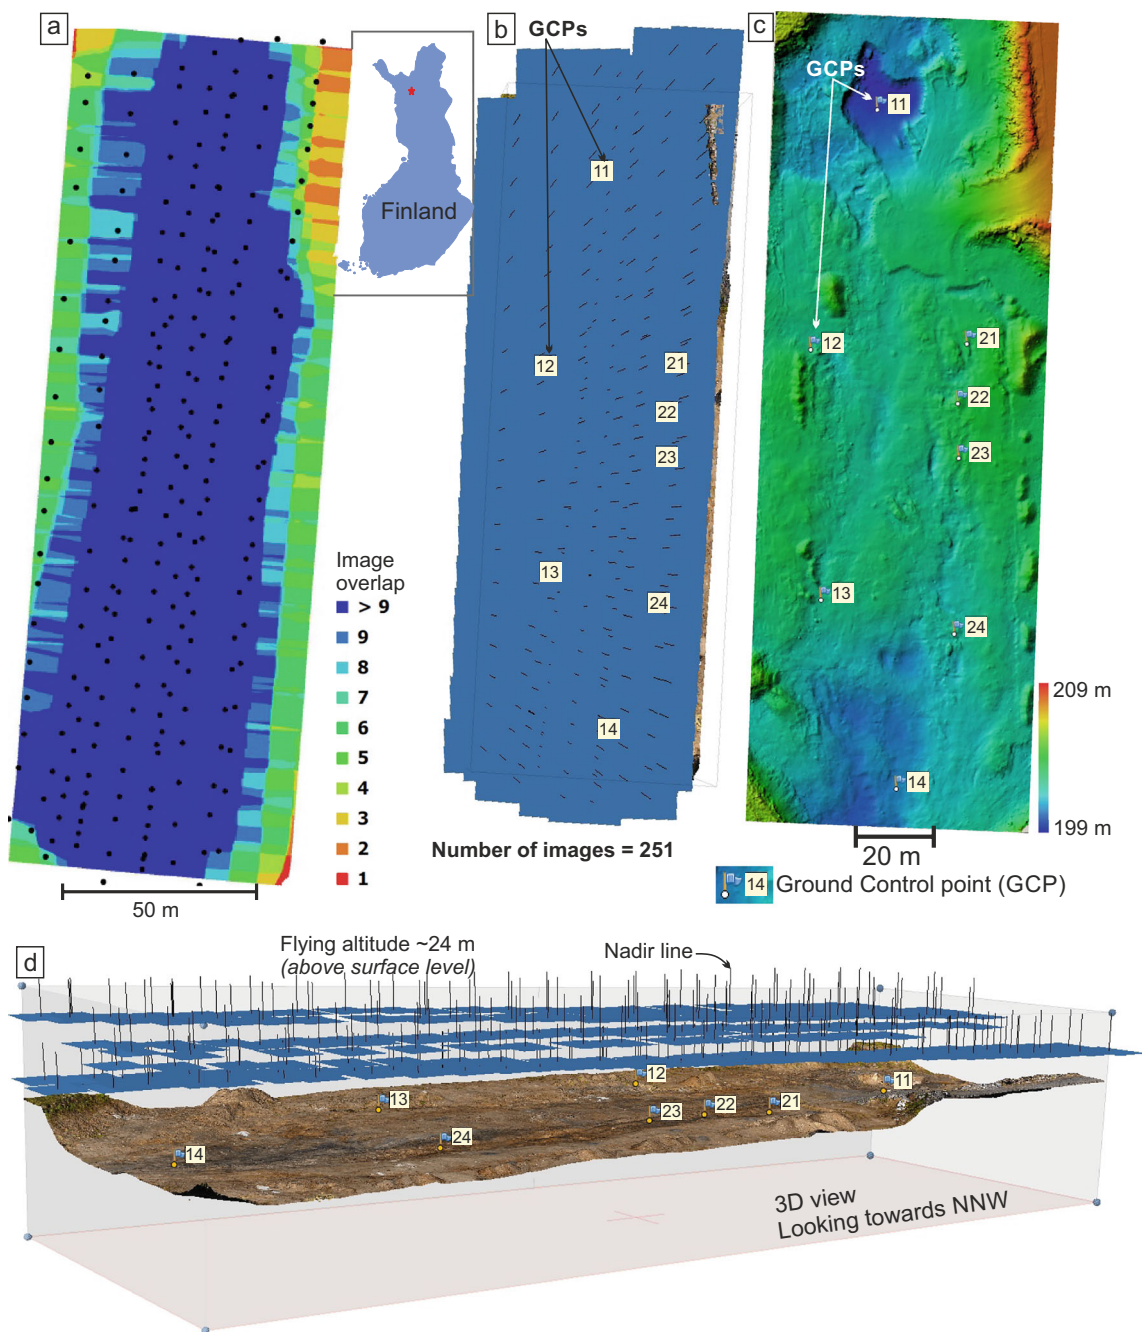 a
Finland
Image
overlap
> 9
9
8
7
6
5
4
3
2
1
50 m
b
GCPs
11
12
21
22
23
13
24
14
Number of images = 251
c
GCPs
11
12
21
22
23
13
24
14
209 m
199 m
20 m
14 Ground Control point (GCP)
d
Flying altitude ~24 m
(above surface level)
Nadir line
12
11
13
23
22
21
24
14
3D view
Looking towards NNW